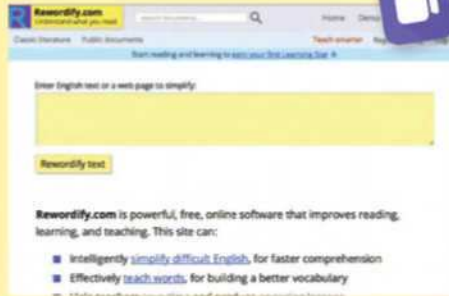 Rewordify.com
Understand what you read
Home Demo
Classic literature Public documents
Teach smarter
Start reading and learning to earn your first Learning Star
Enter English text or a web page to simplify:
Rewordify text
Rewordify.com is powerful, free, online software that improves reading,
learning, and teaching. This site can:
Intelligently simplify difficult English, for faster comprehension
Effectively teach words, for building a better vocabulary